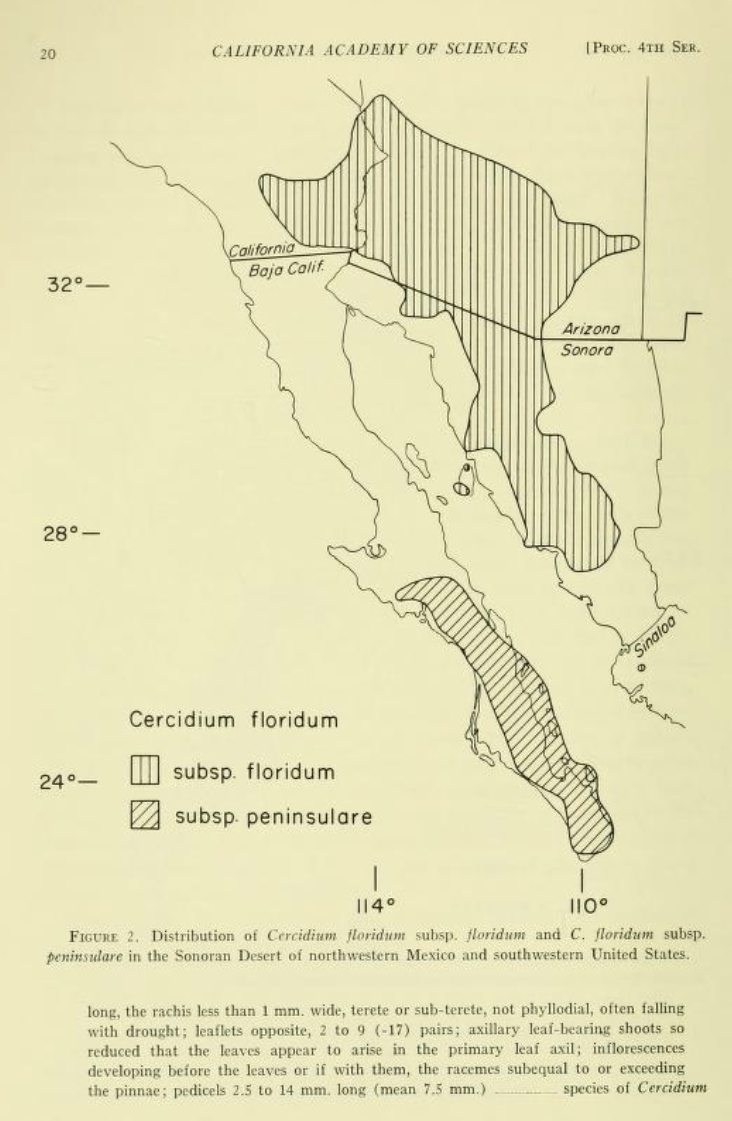 20 CALIFORNIA ACADEMY OF SCIENCES [PROC. 4TH SER.
California
Baja Calif.
32°—
Arizona
Sonora
28°—
Sinaloa
Cercidium floridum
subsp. floridum
24°—
subsp. peninsulare
114° 110°
FIGURE 2. Distribution of Cercidium floridum subsp. floridum and C. floridum subsp.
peninsulare in the Sonoran Desert of northwestern Mexico and southwestern United States.
long, the rachis less than 1 mm. wide, terete or sub-terete, not phyllodial, often falling
with drought; leaflets opposite, 2 to 9 (-17) pairs; axillary leaf-bearing shoots so
reduced that the leaves appear to arise in the primary leaf axil; inflorescences
developing before the leaves or if with them, the racemes subequal to or exceeding
the pinnae; pedicels 2.5 to 14 mm. long (mean 7.5 mm.) .............. species of Cercidium